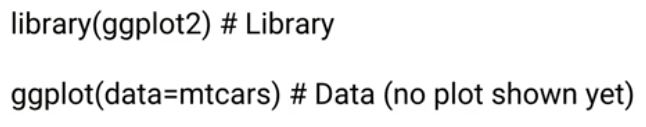 library(ggplot2) # Library
ggplot(data=mtcars) # Data (no plot shown yet)